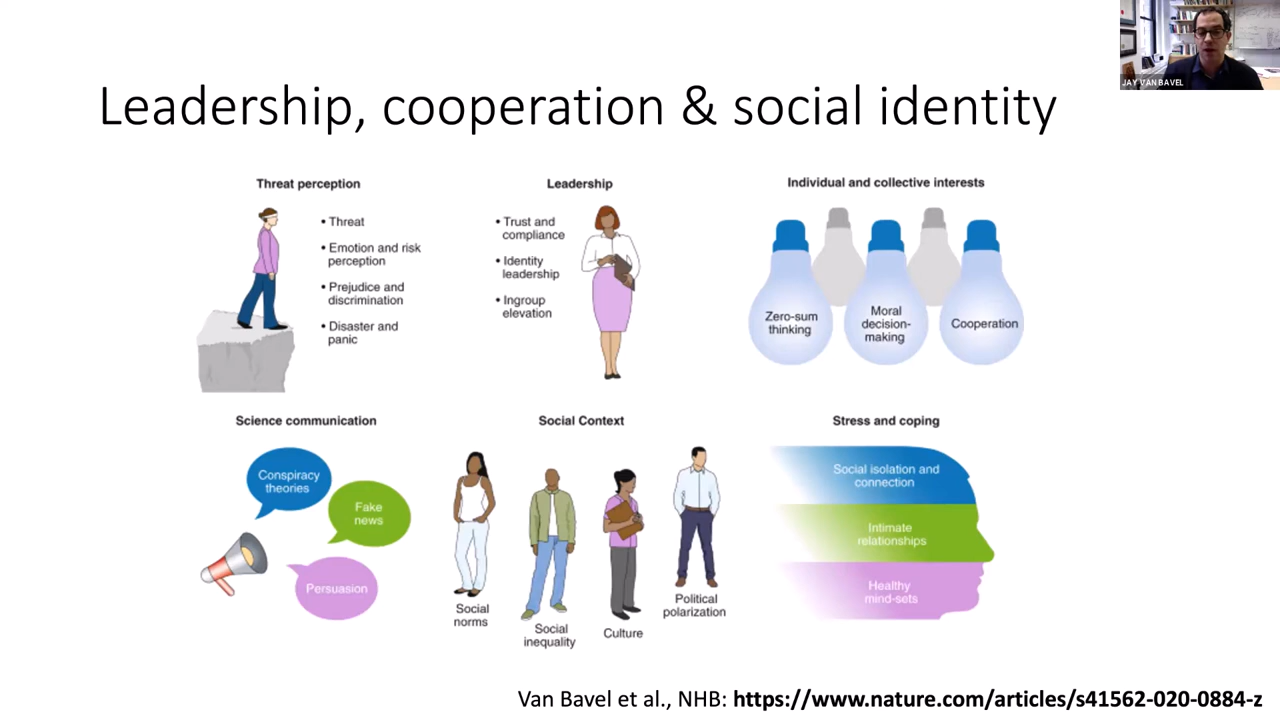 JAY VAN BAVEL
Leadership, cooperation & social identity
Threat perception
• Threat
• Emotion and risk
perception
• Prejudice and
discrimination
• Disaster and
panic
Leadership
• Trust and
compliance
• Identity
leadership
• Ingroup
elevation
Individual and collective interests
Zero-sum
thinking
Moral
decision-
making
Cooperation
Science communication
Conspiracy
theories
Fake
news
Persuasion
Social Context
Social
norms
Social
inequality
Culture
Political
polarization
Stress and coping
Social isolation and
connection
Intimate
relationships
Healthy
mind-sets
Van Bavel et al., NHB: https://www.nature.com/articles/s41562-020-0884-z